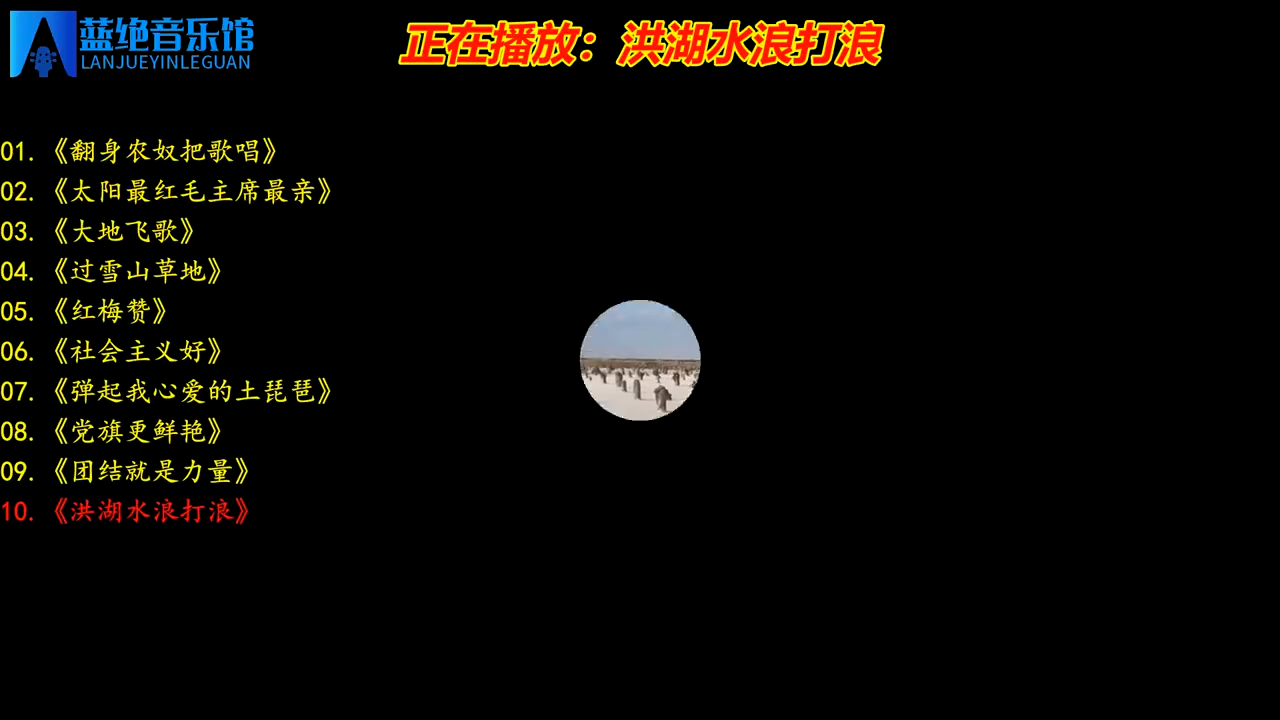 蓝绝音乐馆
LANJUEYINLEGUAN
正在播放：洪湖水浪打浪
01.《翻身农奴把歌唱》
02.《太阳最红毛主席最亲》
03.《大地飞歌》
04.《过雪山草地》
05.《红梅赞》
06.《社会主义好》
07.《弹起我心爱的土琵琶》
08.《党旗更鲜艳》
09.《团结就是力量》
10.《洪湖水浪打浪》